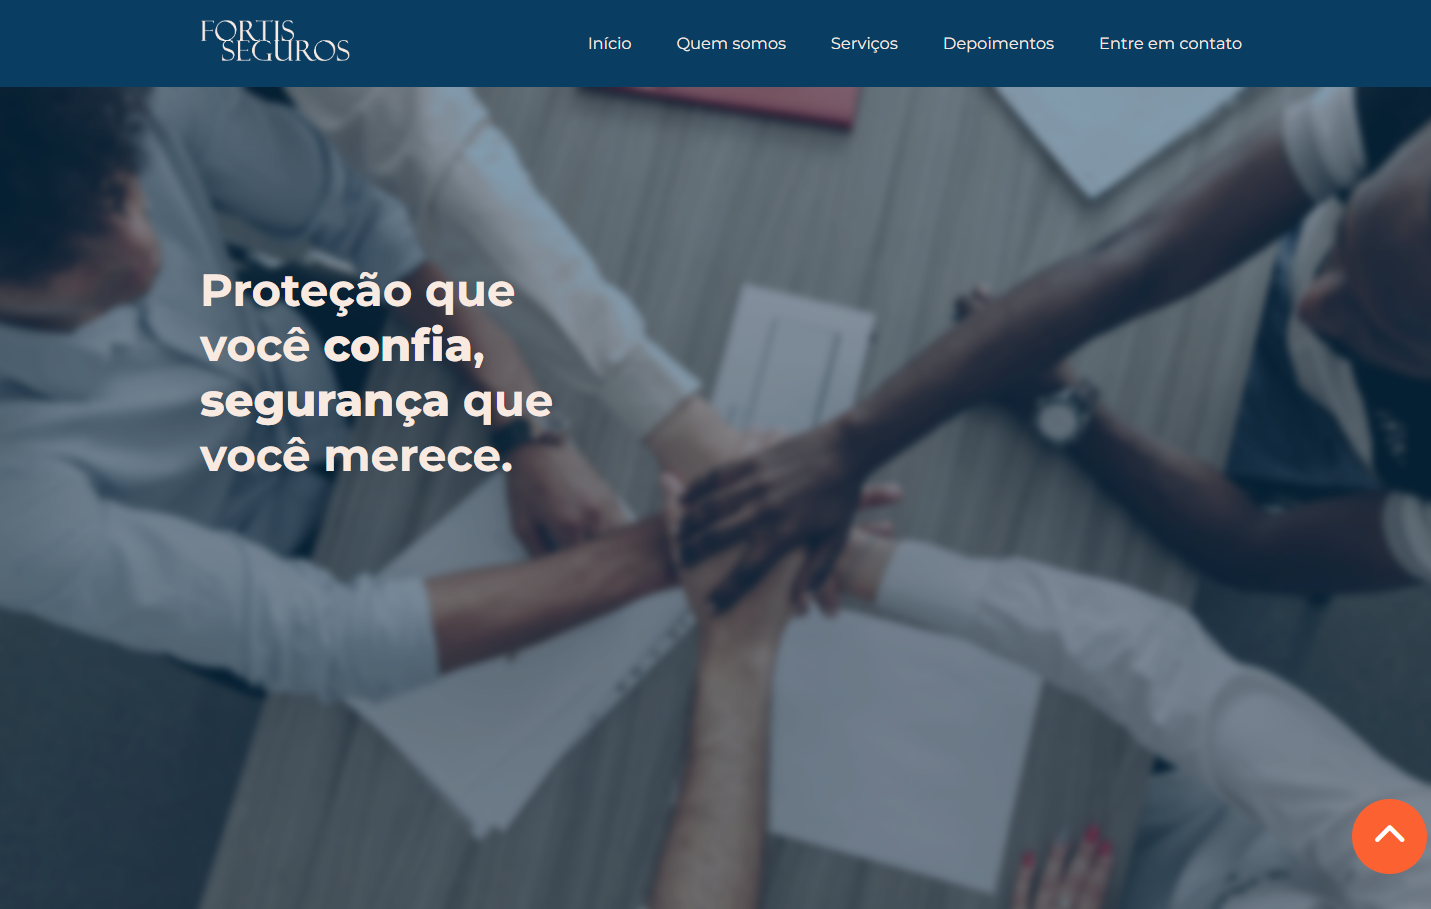 FORTIS
SEGUROS
Início
Quem somos
Serviços
Depoimentos
Entre em contato
Proteção que
você confia,
segurança que
você merece.